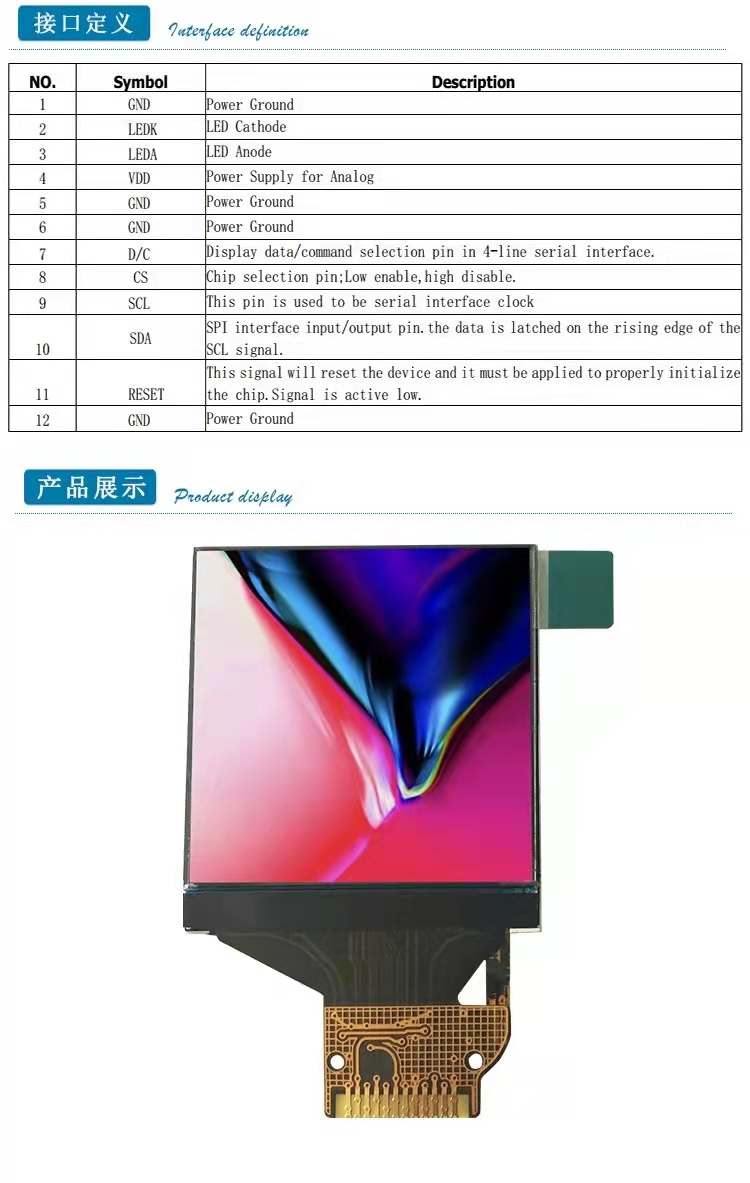 接口定义 Interface definition
NO. Symbol Description
1 GND Power Ground
2 LEDK LED Cathode
3 LEDA LED Anode
4 VDD Power Supply for Analog
5 GND Power Ground
6 GND Power Ground
7 D/C Display data/command selection pin in 4-line serial interface.
8 CS Chip selection pin;Low enable,high disable.
9 SCL This pin is used to be serial interface clock
10 SDA SPI interface input/output pin.the data is latched on the rising edge of the
SCL signal.
11 RESET This signal will reset the device and it must be applied to properly initialize
the chip.Signal is active low.
12 GND Power Ground
产品展示 Product display